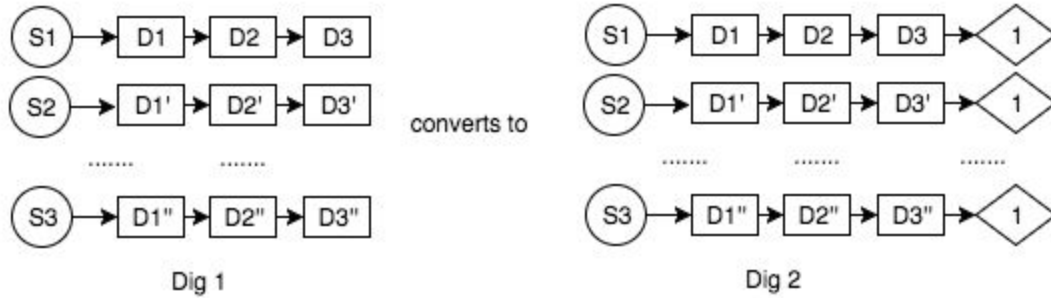 S1 D1 D2 D3 S1 D1 D2 D3 1
S2 D1' D2' D3' S2 D1' D2' D3' 1
converts to
....... ....... ....... ....... .......
S3 D1" D2" D3" S3 D1" D2" D3" 1
Dig 1 Dig 2